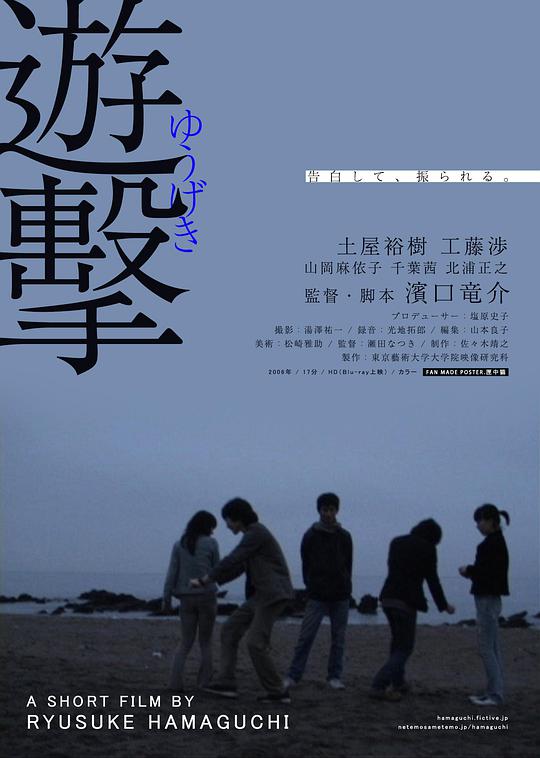 遊撃
ゆうげき
告白して、振られる。
土屋裕樹 工藤渉
山岡麻依子 千葉茜 北浦正之
監督・脚本 濱口竜介
プロデューサー：塩原史子
撮影：湯澤祐一 / 録音：光地拓郎 / 編集：山本良子
美術：松崎雅助 / 監督：瀬田なつき / 制作：佐々木靖之
製作：東京藝術大学大学院映像研究科
2006年 / 17分 / HD（Blu-ray上映） / カラー FAN MADE POSTER.匣中猫
A SHORT FILM BY
RYUSUKE HAMAGUCHI
hamaguchi.fictive.jp
netemosametemo.jp/hamaguchi